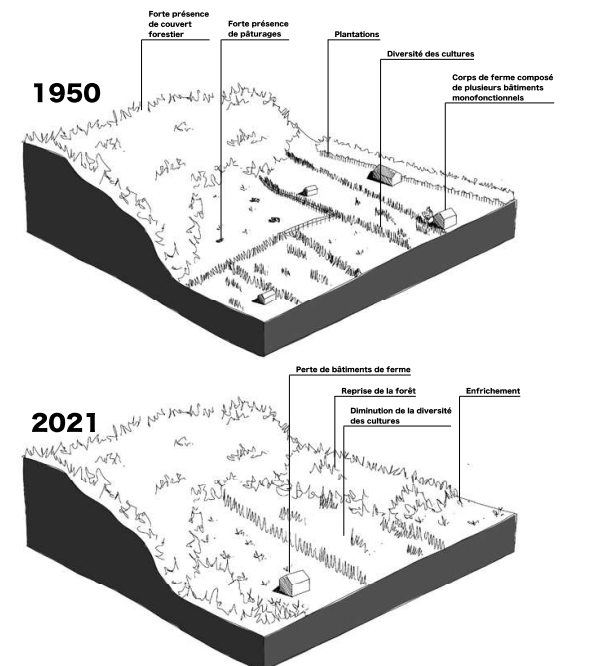 Forte présence
de couvert
forestier
Forte présence
de pâturages
Plantations
Diversité des cultures
Corps de ferme composé
de plusieurs bâtiments
monofonctionnels
1950
Perte de bâtiments de ferme
Reprise de la forêt
Enfrichement
Diminution de la diversité
des cultures
2021